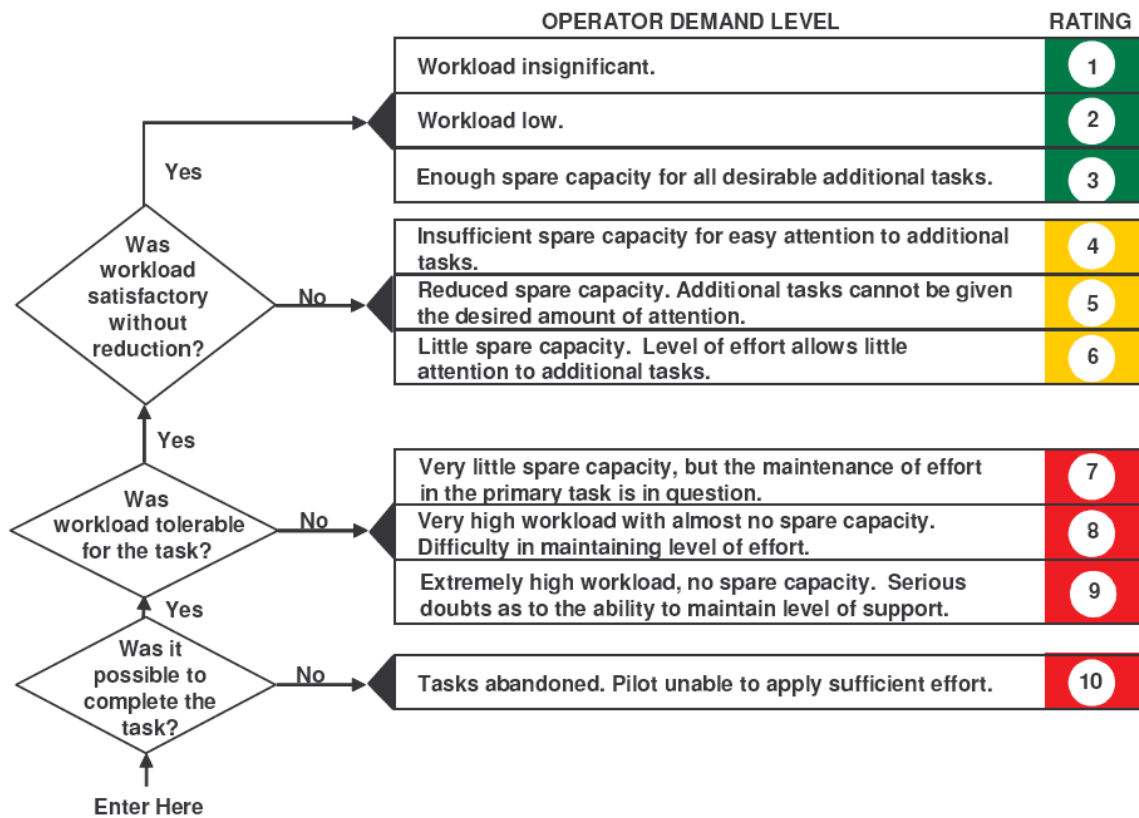 OPERATOR DEMAND LEVEL RATING
Workload insignificant. 1
Workload low. 2
Yes
Enough spare capacity for all desirable additional tasks. 3
Was
workload
satisfactory
without
reduction?
No
Insufficient spare capacity for easy attention to additional
tasks.
4
Reduced spare capacity. Additional tasks cannot be given
the desired amount of attention.
5
Little spare capacity. Level of effort allows little
attention to additional tasks.
6
Yes
Was
workload tolerable
for the task?
No
Very little spare capacity, but the maintenance of effort
in the primary task is in question.
7
Very high workload with almost no spare capacity.
Difficulty in maintaining level of effort.
8
Extremely high workload, no spare capacity. Serious
doubts as to the ability to maintain level of support.
9
Yes
Was it
possible to
complete the
task?
No
Tasks abandoned. Pilot unable to apply sufficient effort. 10
Enter Here